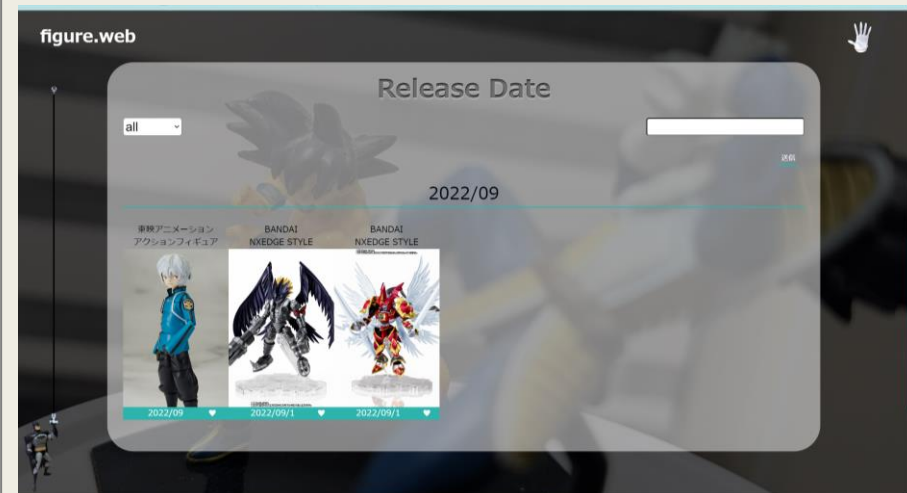 figure.web
Release Date
all
送信
2022/09
東映アニメーション
アクションフィギュア
BANDAI
NXEDGE STYLE
BANDAI
NXEDGE STYLE
2022/09
2022/09/1
2022/09/1